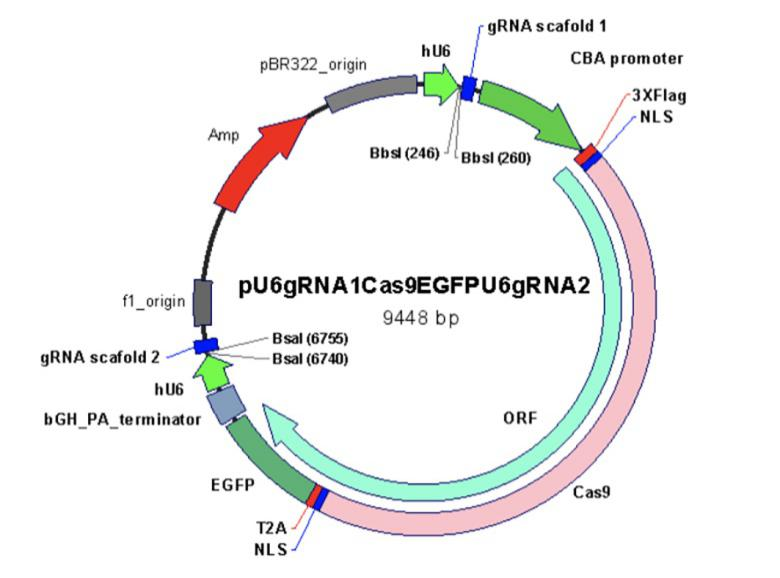 gRNA scafold 1
hU6
CBA promoter
pBR322_origin
3XFlag
NLS
Amp
BbsI (246)
BbsI (260)
pU6gRNA1Cas9EGFPU6gRNA2
9448 bp
f1_origin
BsaI (6755)
gRNA scafold 2
BsaI (6740)
hU6
bGH_PA_terminator
ORF
EGFP
Cas9
T2A
NLS